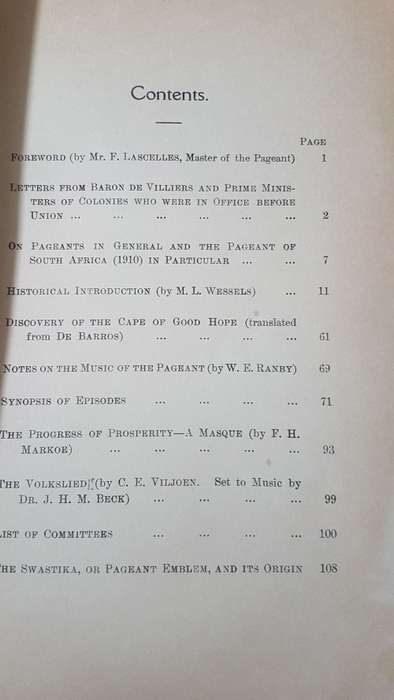 Contents.
PAGE
FOREWORD (by Mr. F. LASCELLES, Master of the Pageant) 1
LETTERS FROM BARON DE VILLIERS AND PRIME MINIS-
TERS OF COLONIES WHO WERE IN OFFICE BEFORE
UNION ... ... ... ... ... ... 2
ON PAGEANTS IN GENERAL AND THE PAGEANT OF
SOUTH AFRICA (1910) IN PARTICULAR ... ... 7
HISTORICAL INTRODUCTION (by M. L. WESSELS) ... 11
DISCOVERY OF THE CAPE OF GOOD HOPE (translated
from DE BARROS) ... ... ... ... 61
NOTES ON THE MUSIC OF THE PAGEANT (by W. E. RANBY) 69
SYNOPSIS OF EPISODES ... ... ... ... 71
THE PROGRESS OF PROSPERITY—A MASQUE (by F. H.
MARKOE) ... ... ... ... ... 93
THE VOLKSLIED (by C. E. VILJOEN. Set to Music by
DR. J. H. M. BECK) ... ... ... ... 99
LIST OF COMMITTEES ... ... ... ... 100
THE SWASTIKA, OR PAGEANT EMBLEM, AND ITS ORIGIN 108